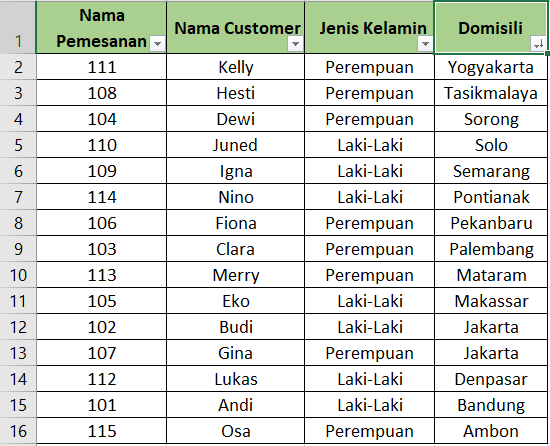 1 Nama Pemesanan Nama Customer Jenis Kelamin Domisili
2 111 Kelly Perempuan Yogyakarta
3 108 Hesti Perempuan Tasikmalaya
4 104 Dewi Perempuan Sorong
5 110 Juned Laki-Laki Solo
6 109 Igna Laki-Laki Semarang
7 114 Nino Laki-Laki Pontianak
8 106 Fiona Perempuan Pekanbaru
9 103 Clara Perempuan Palembang
10 113 Merry Perempuan Mataram
11 105 Eko Laki-Laki Makassar
12 102 Budi Laki-Laki Jakarta
13 107 Gina Perempuan Jakarta
14 112 Lukas Laki-Laki Denpasar
15 101 Andi Laki-Laki Bandung
16 115 Osa Perempuan Ambon